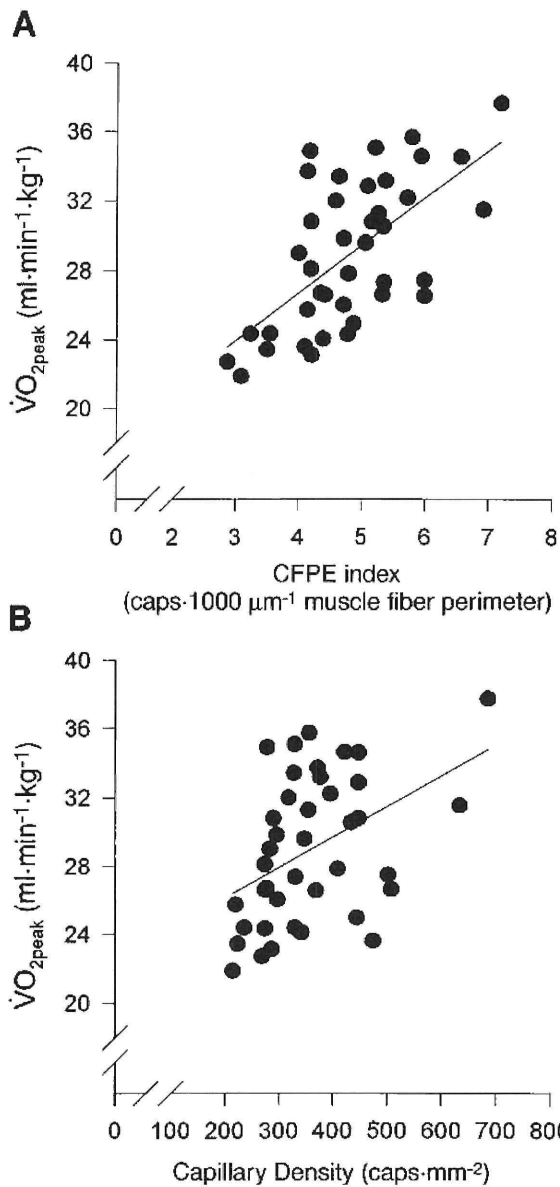 A
40
36
32
28
24
20
V̇O2peak (ml·min⁻¹·kg⁻¹)
0 2 3 4 5 6 7 8
CFPE index
(caps·1000 μm⁻¹ muscle fiber perimeter)
B
40
36
32
28
24
20
V̇O2peak (ml·min⁻¹·kg⁻¹)
0 100 200 300 400 500 600 700 800
Capillary Density (caps·mm⁻²)